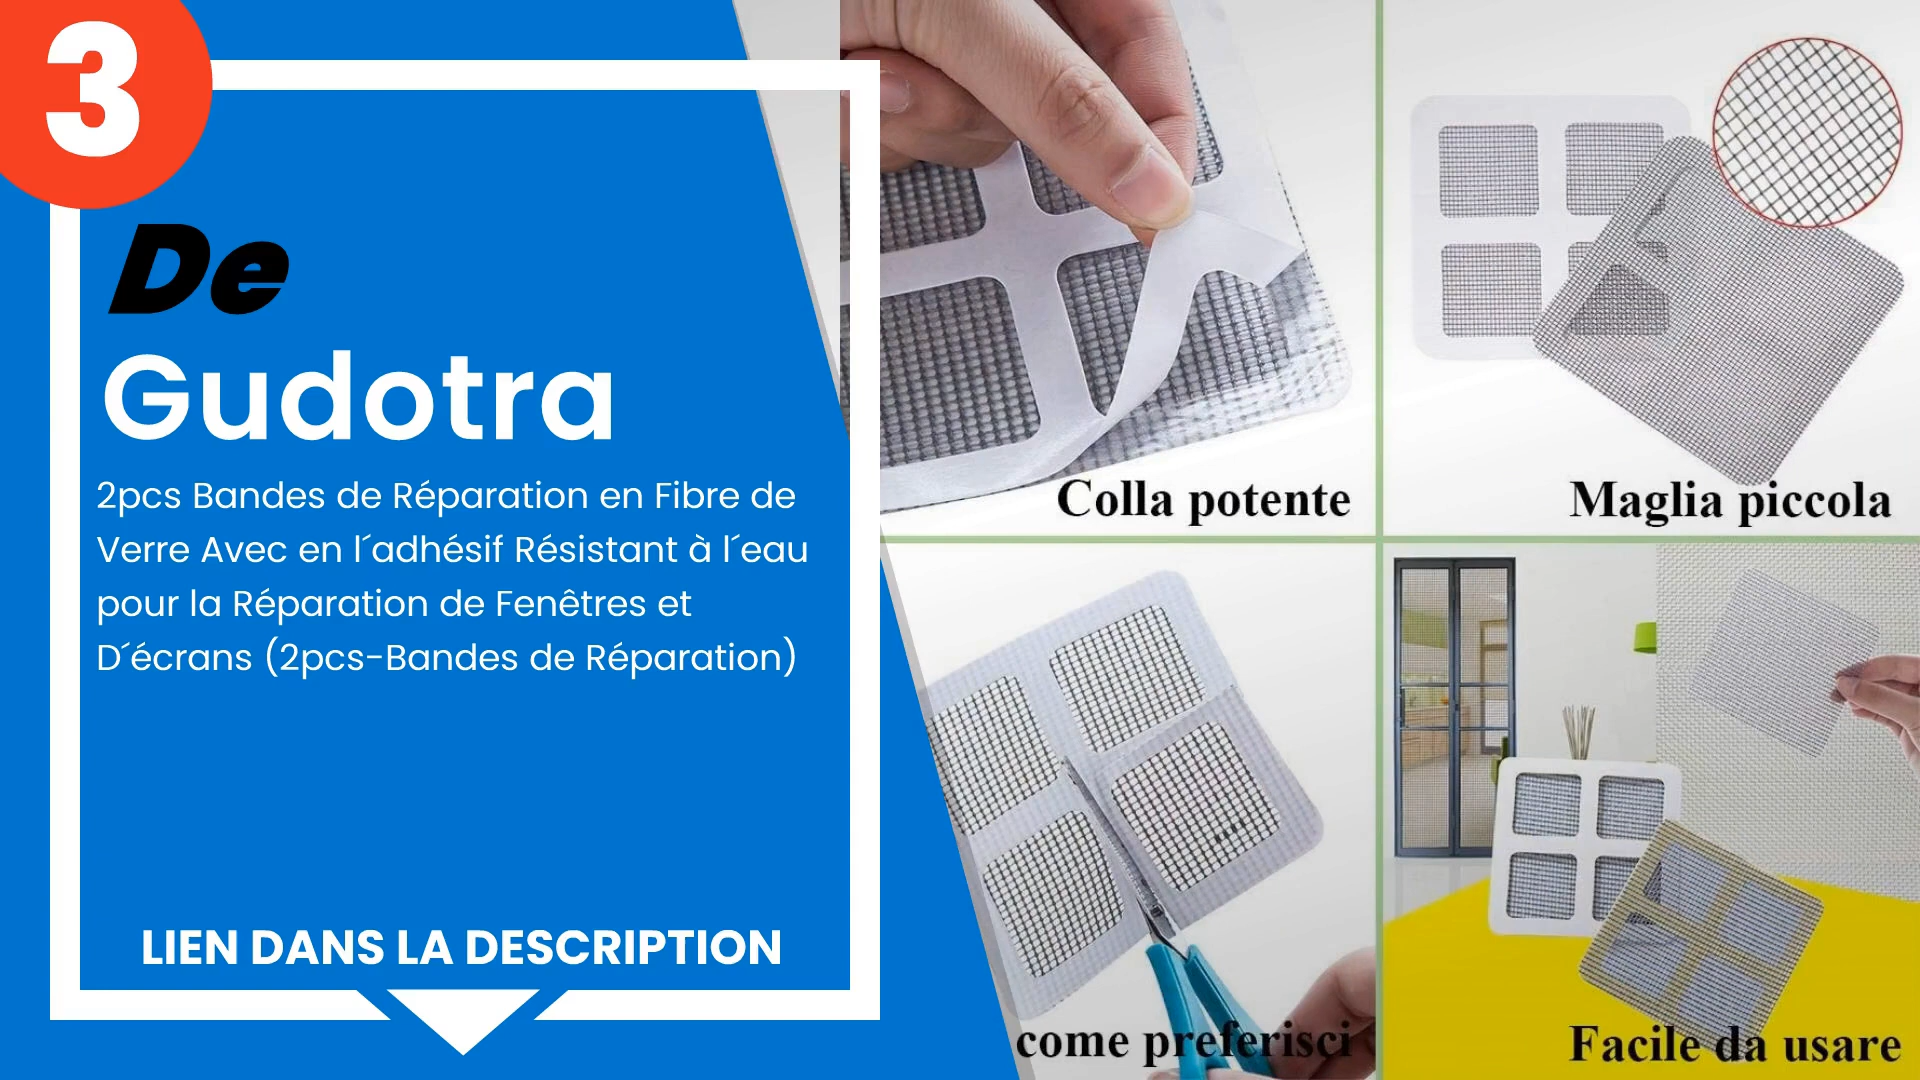 3
De
Gudotra
2pcs Bandes de Réparation en Fibre de
Verre Avec en l´adhésif Résistant à l´eau
pour la Réparation de Fenêtres et
D´écrans (2pcs-Bandes de Réparation)
LIEN DANS LA DESCRIPTION
Colla potente
Maglia piccola
come preferisci
Facile da usare